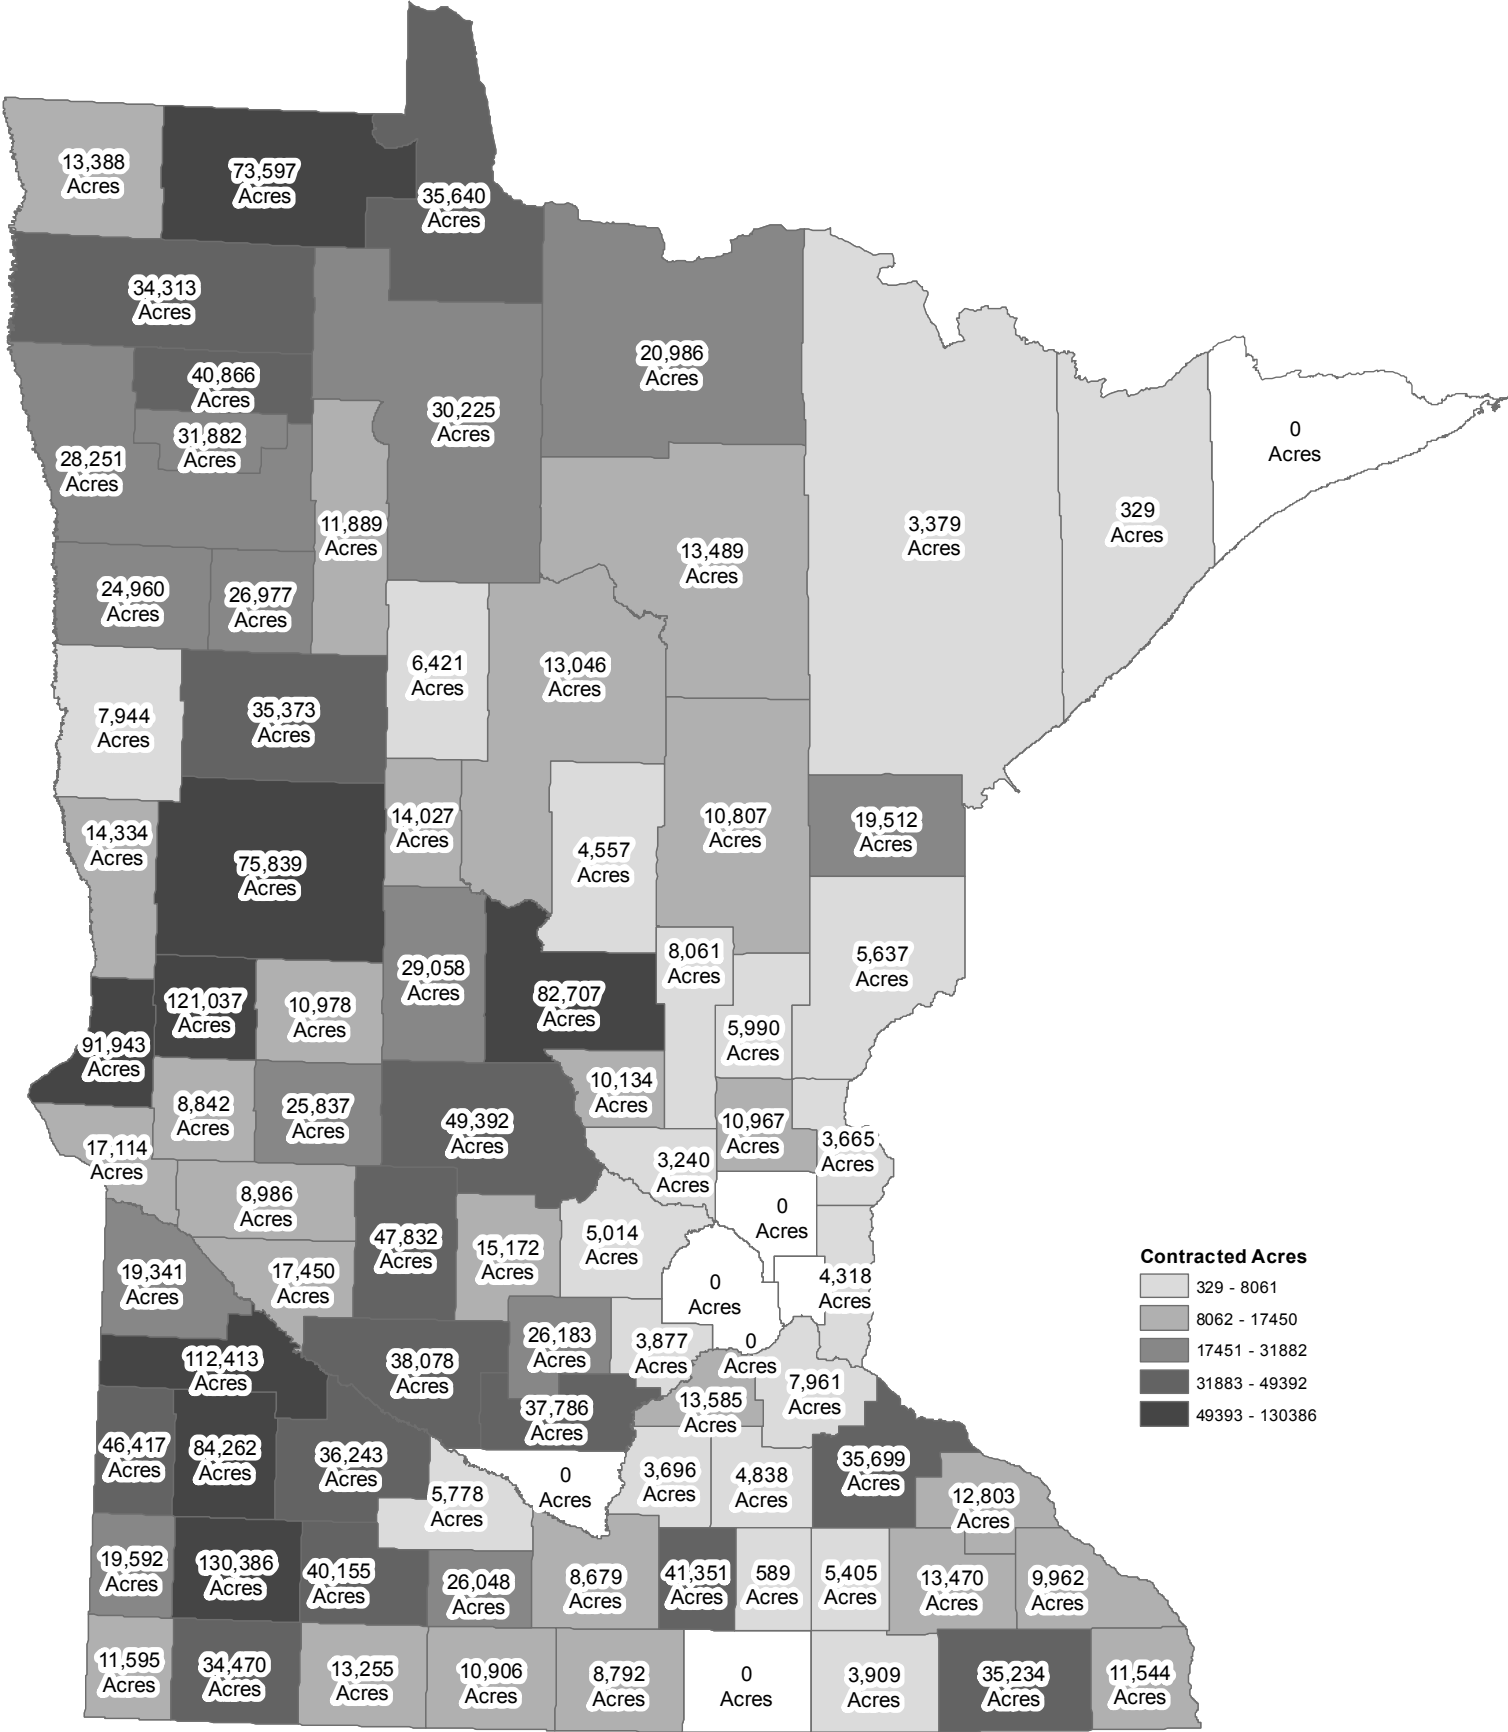 13,388
Acres
73,597
Acres
35,640
Acres
34,313
Acres
20,986
Acres
40,866
Acres
30,225
Acres
31,882
Acres
28,251
Acres
0
Acres
11,889
Acres
3,379
Acres
329
Acres
13,489
Acres
24,960
Acres
26,977
Acres
6,421
Acres
13,046
Acres
7,944
Acres
35,373
Acres
14,334
Acres
75,839
Acres
14,027
Acres
4,557
Acres
10,807
Acres
19,512
Acres
8,061
Acres
5,637
Acres
29,058
Acres
82,707
Acres
121,037
Acres
10,978
Acres
5,990
Acres
91,943
Acres
10,134
Acres
8,842
Acres
25,837
Acres
49,392
Acres
10,967
Acres
3,665
Acres
17,114
Acres
3,240
Acres
8,986
Acres
0
Acres
47,832
Acres
15,172
Acres
5,014
Acres
19,341
Acres
17,450
Acres
0
Acres
4,318
Acres
26,183
Acres
3,877
Acres
0
Acres
112,413
Acres
38,078
Acres
7,961
Acres
37,786
Acres
13,585
Acres
46,417
Acres
84,262
Acres
36,243
Acres
0
Acres
3,696
Acres
4,838
Acres
35,699
Acres
5,778
Acres
12,803
Acres
19,592
Acres
130,386
Acres
40,155
Acres
26,048
Acres
8,679
Acres
41,351
Acres
589
Acres
5,405
Acres
13,470
Acres
9,962
Acres
11,595
Acres
34,470
Acres
13,255
Acres
10,906
Acres
8,792
Acres
0
Acres
3,909
Acres
35,234
Acres
11,544
Acres
Contracted Acres
329 - 8061
8062 - 17450
17451 - 31882
31883 - 49392
49393 - 130386